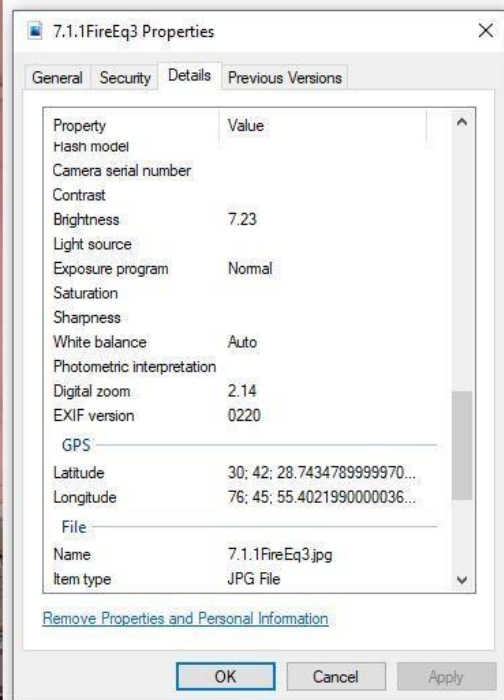 7.1.1FireEq3 Properties
General Security Details Previous Versions
Property Value
Flash model
Camera serial number
Contrast
Brightness 7.23
Light source
Exposure program Normal
Saturation
Sharpness
White balance Auto
Photometric interpretation
Digital zoom 2.14
EXIF version 0220
GPS
Latitude 30; 42; 28.7434789999970...
Longitude 76; 45; 55.4021990000036...
File
Name 7.1.1FireEq3.jpg
Item type JPG File
Remove Properties and Personal Information
OK Cancel Apply